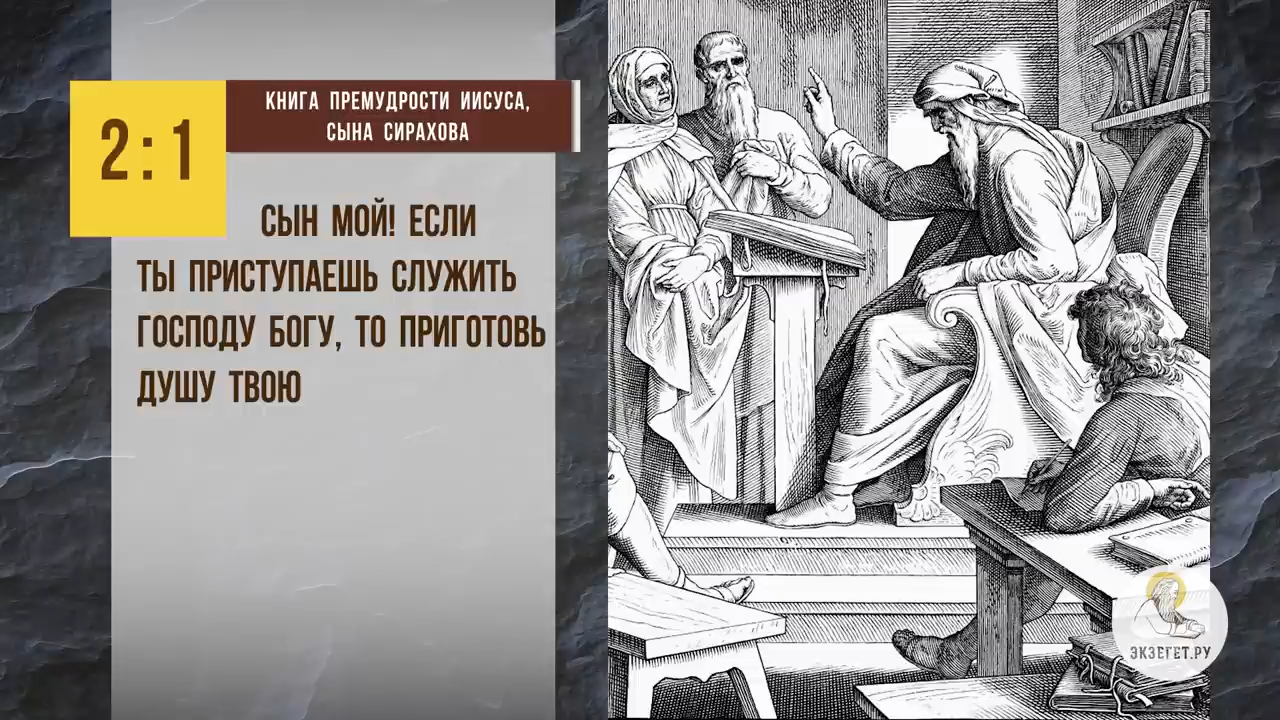 2:1
КНИГА ПРЕМУДРОСТИ ИИСУСА,
СЫНА СИРАХОВА
СЫН МОЙ! ЕСЛИ
ТЫ ПРИСТУПАЕШЬ СЛУЖИТЬ
ГОСПОДУ БОГУ, ТО ПРИГОТОВЬ
ДУШУ ТВОЮ
ЭКЗЕГЕТ.РУ